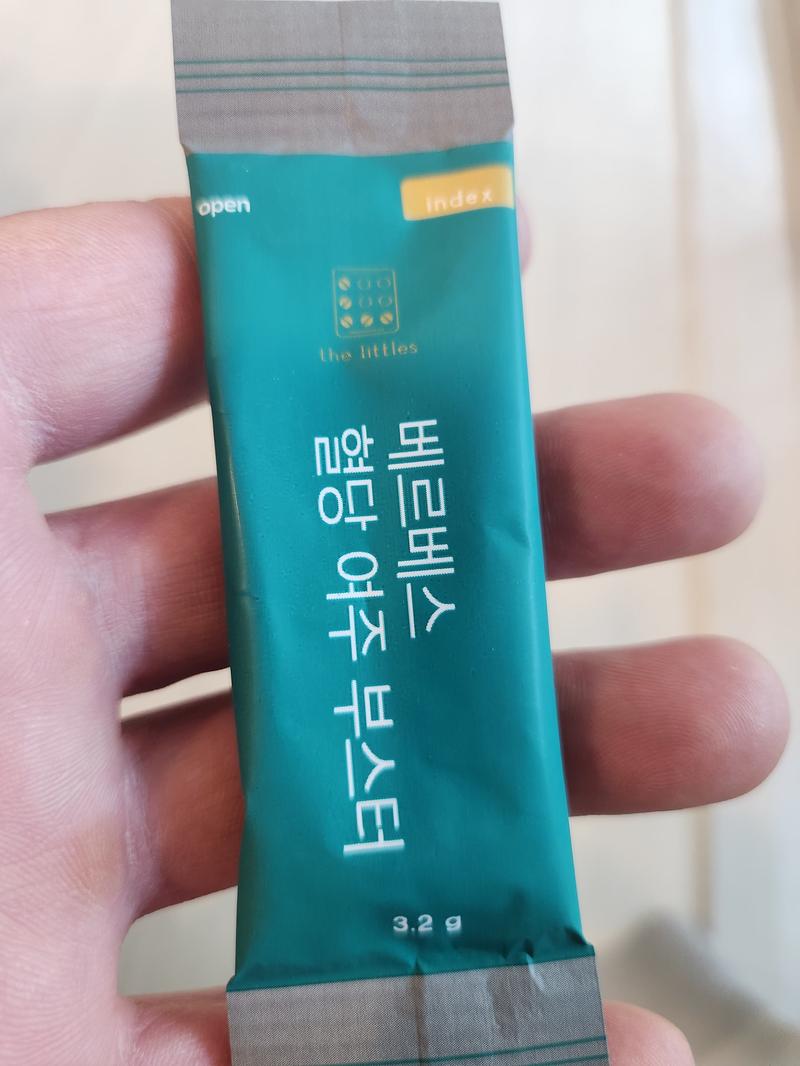 open
index
the littles
베르베스
혈당 여주 부스터
3.2 g